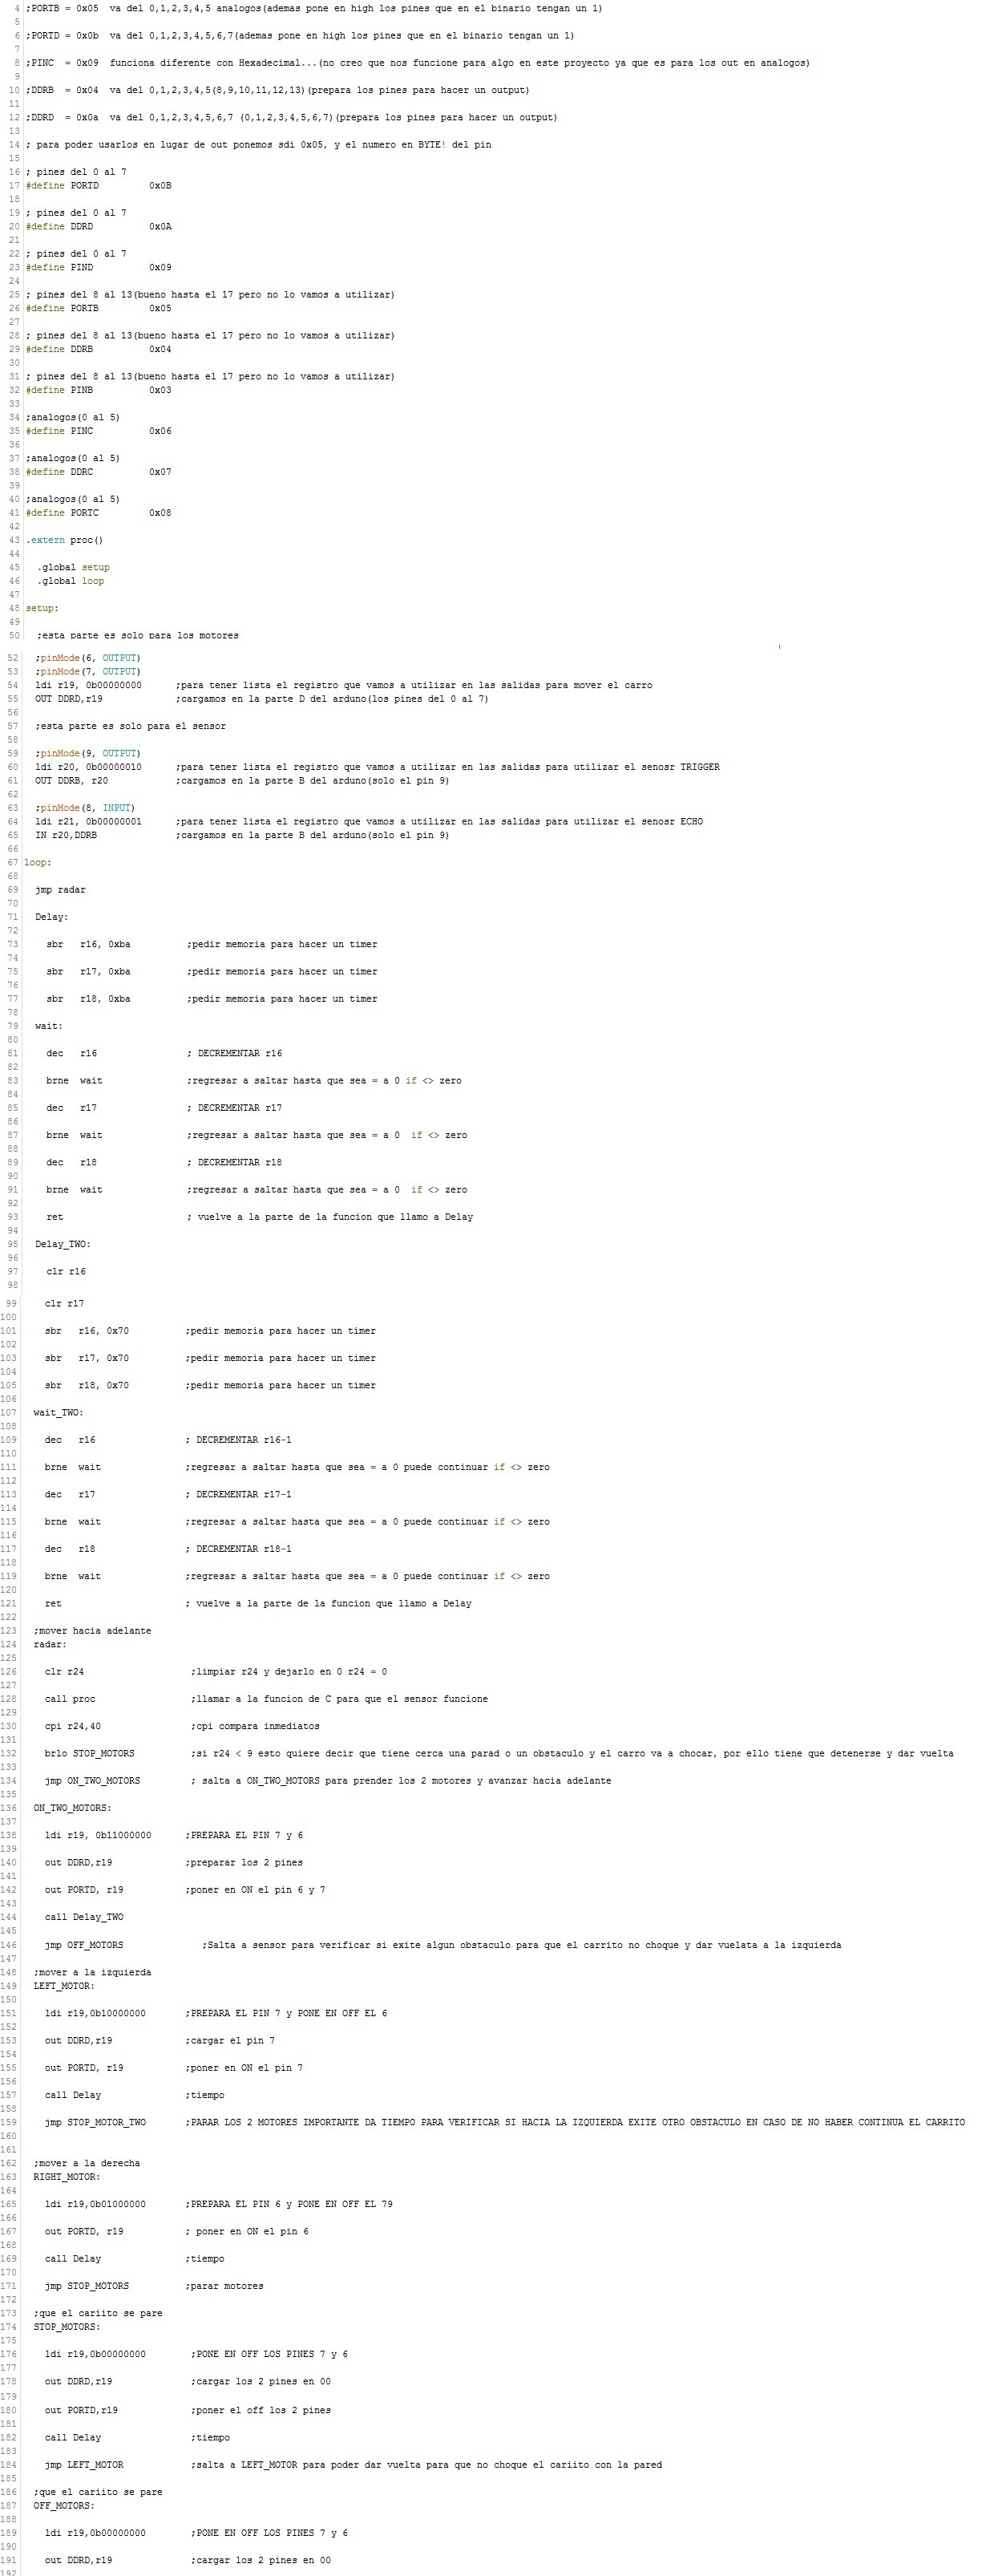 4 ;PORTB = 0x05  va del 0,1,2,3,4,5 analogos(ademas pone en high los pines que en el binario tengan un 1)
5
6 ;PORTD = 0x0b  va del 0,1,2,3,4,5,6,7(ademas pone en high los pines que en el binario tengan un 1)
7
8 ;PINC  = 0x09  funciona diferente con Hexadecimal...(no creo que nos funcione para algo en este proyecto ya que es para los out en analogos)
9
10 ;DDRB  = 0x04  va del 0,1,2,3,4,5(8,9,10,11,12,13)(prepara los pines para hacer un output)
11
12 ;DDRD  = 0x0a  va del 0,1,2,3,4,5,6,7 (0,1,2,3,4,5,6,7)(prepara los pines para hacer un output)
13
14 ; para poder usarlos en lugar de out ponemos sdi 0x05, y el numero en BYTE! del pin
15
16 ; pines del 0 al 7
17 #define PORTD         0x0B
18
19 ; pines del 0 al 7
20 #define DDRD          0x0A
21
22 ; pines del 0 al 7
23 #define PIND          0x09
24
25 ; pines del 8 al 13(bueno hasta el 17 pero no lo vamos a utilizar)
26 #define PORTB         0x05
27
28 ; pines del 8 al 13(bueno hasta el 17 pero no lo vamos a utilizar)
29 #define DDRB          0x04
30
31 ; pines del 8 al 13(bueno hasta el 17 pero no lo vamos a utilizar)
32 #define PINB          0x03
33
34 ;analogos(0 al 5)
35 #define PINC          0x06
36
37 ;analogos(0 al 5)
38 #define DDRC          0x07
39
40 ;analogos(0 al 5)
41 #define PORTC         0x08
42
43 .extern proc()
44
45   .global setup
46   .global loop
47
48 setup:
49
50   ;esta parte es solo para los motores
52   ;pinMode(6, OUTPUT)
53   ;pinMode(7, OUTPUT)
54   ldi r19, 0b00000000      ;para tener lista el registro que vamos a utilizar en las salidas para mover el carro
55   OUT DDRD,r19             ;cargamos en la parte D del arduno(los pines del 0 al 7)
56
57   ;esta parte es solo para el sensor
58
59   ;pinMode(9, OUTPUT)
60   ldi r20, 0b00000010      ;para tener lista el registro que vamos a utilizar en las salidas para utilizar el senosr TRIGGER
61   OUT DDRB, r20            ;cargamos en la parte B del arduno(solo el pin 9)
62
63   ;pinMode(8, INPUT)
64   ldi r21, 0b00000001      ;para tener lista el registro que vamos a utilizar en las salidas para utilizar el senosr ECHO
65   IN r20,DDRB              ;cargamos en la parte B del arduno(solo el pin 9)
66
67 loop:
68
69   jmp radar
70
71   Delay:
72
73     sbr   r16, 0xba          ;pedir memoria para hacer un timer
74
75     sbr   r17, 0xba          ;pedir memoria para hacer un timer
76
77     sbr   r18, 0xba          ;pedir memoria para hacer un timer
78
79   wait:
80
81     dec   r16                ; DECREMENTAR r16
82
83     brne  wait               ;regresar a saltar hasta que sea = a 0 if <> zero
84
85     dec   r17                ; DECREMENTAR r17
86
87     brne  wait               ;regresar a saltar hasta que sea = a 0  if <> zero
88
89     dec   r18                ; DECREMENTAR r18
90
91     brne  wait               ;regresar a saltar hasta que sea = a 0  if <> zero
92
93     ret                      ; vuelve a la parte de la funcion que llamo a Delay
94
95   Delay_TWO:
96
97     clr r16
98
99     clr r17
100
101     sbr   r16, 0x70          ;pedir memoria para hacer un timer
102
103     sbr   r17, 0x70          ;pedir memoria para hacer un timer
104
105     sbr   r18, 0x70          ;pedir memoria para hacer un timer
106
107   wait_TWO:
108
109     dec   r16                ; DECREMENTAR r16-1
110
111     brne  wait               ;regresar a saltar hasta que sea = a 0 puede continuar if <> zero
112
113     dec   r17                ; DECREMENTAR r17-1
114
115     brne  wait               ;regresar a saltar hasta que sea = a 0 puede continuar if <> zero
116
117     dec   r18                ; DECREMENTAR r18-1
118
119     brne  wait               ;regresar a saltar hasta que sea = a 0 puede continuar if <> zero
120
121     ret                      ; vuelve a la parte de la funcion que llamo a Delay
122
123   ;mover hacia adelante
124   radar:
125
126     clr r24                   ;limpiar r24 y dejarlo en 0 r24 = 0
127
128     call proc                 ;llamar a la funcion de C para que el sensor funcione
129
130     cpi r24,40                ;cpi compara inmediatos
131
132     brlo STOP_MOTORS          ;si r24 < 9 esto quiere decir que tiene cerca una parad o un obstaculo y el carro va a chocar, por ello tiene que detenerse y dar vuelta
133
134     jmp ON_TWO_MOTORS         ; salta a ON_TWO_MOTORS para prender los 2 motores y avanzar hacia adelante
135
136   ON_TWO_MOTORS:
137
138     ldi r19, 0b11000000      ;PREPARA EL PIN 7 y 6
139
140     out DDRD,r19             ;preparar los 2 pines
141
142     out PORTD, r19           ;poner en ON el pin 6 y 7
143
144     call Delay_TWO
145
146     jmp OFF_MOTORS              ;Salta a sensor para verificar si exite algun obstaculo para que el carrito no choque y dar vuelata a la izquierda
147
148   ;mover a la izquierda
149   LEFT_MOTOR:
150
151     ldi r19,0b10000000       ;PREPARA EL PIN 7 y PONE EN OFF EL 6
152
153     out DDRD,r19             ;cargar el pin 7
154
155     out PORTD, r19           ;poner en ON el pin 7
156
157     call Delay               ;tiempo
158
159     jmp STOP_MOTOR_TWO       ;PARAR LOS 2 MOTORES IMPORTANTE DA TIEMPO PARA VERIFICAR SI HACIA LA IZQUIERDA EXITE OTRO OBSTACULO EN CASO DE NO HABER CONTINUA EL CARRITO
160
161
162   ;mover a la derecha
163   RIGHT_MOTOR:
164
165     ldi r19,0b01000000       ;PREPARA EL PIN 6 y PONE EN OFF EL 79
166
167     out PORTD, r19           ; poner en ON el pin 6
168
169     call Delay               ;tiempo
170
171     jmp STOP_MOTORS          ;parar motores
172
173   ;que el cariito se pare
174   STOP_MOTORS:
175
176     ldi r19,0b00000000        ;PONE EN OFF LOS PINES 7 y 6
177
178     out DDRD,r19              ;cargar los 2 pines en 00
179
180     out PORTD,r19             ;poner el off los 2 pines
181
182     call Delay                ;tiempo
183
184     jmp LEFT_MOTOR            ;salta a LEFT_MOTOR para poder dar vuelta para que no choque el cariito con la pared
185
186   ;que el cariito se pare
187   OFF_MOTORS:
188
189     ldi r19,0b00000000        ;PONE EN OFF LOS PINES 7 y 6
190
191     out DDRD,r19              ;cargar los 2 pines en 00
192